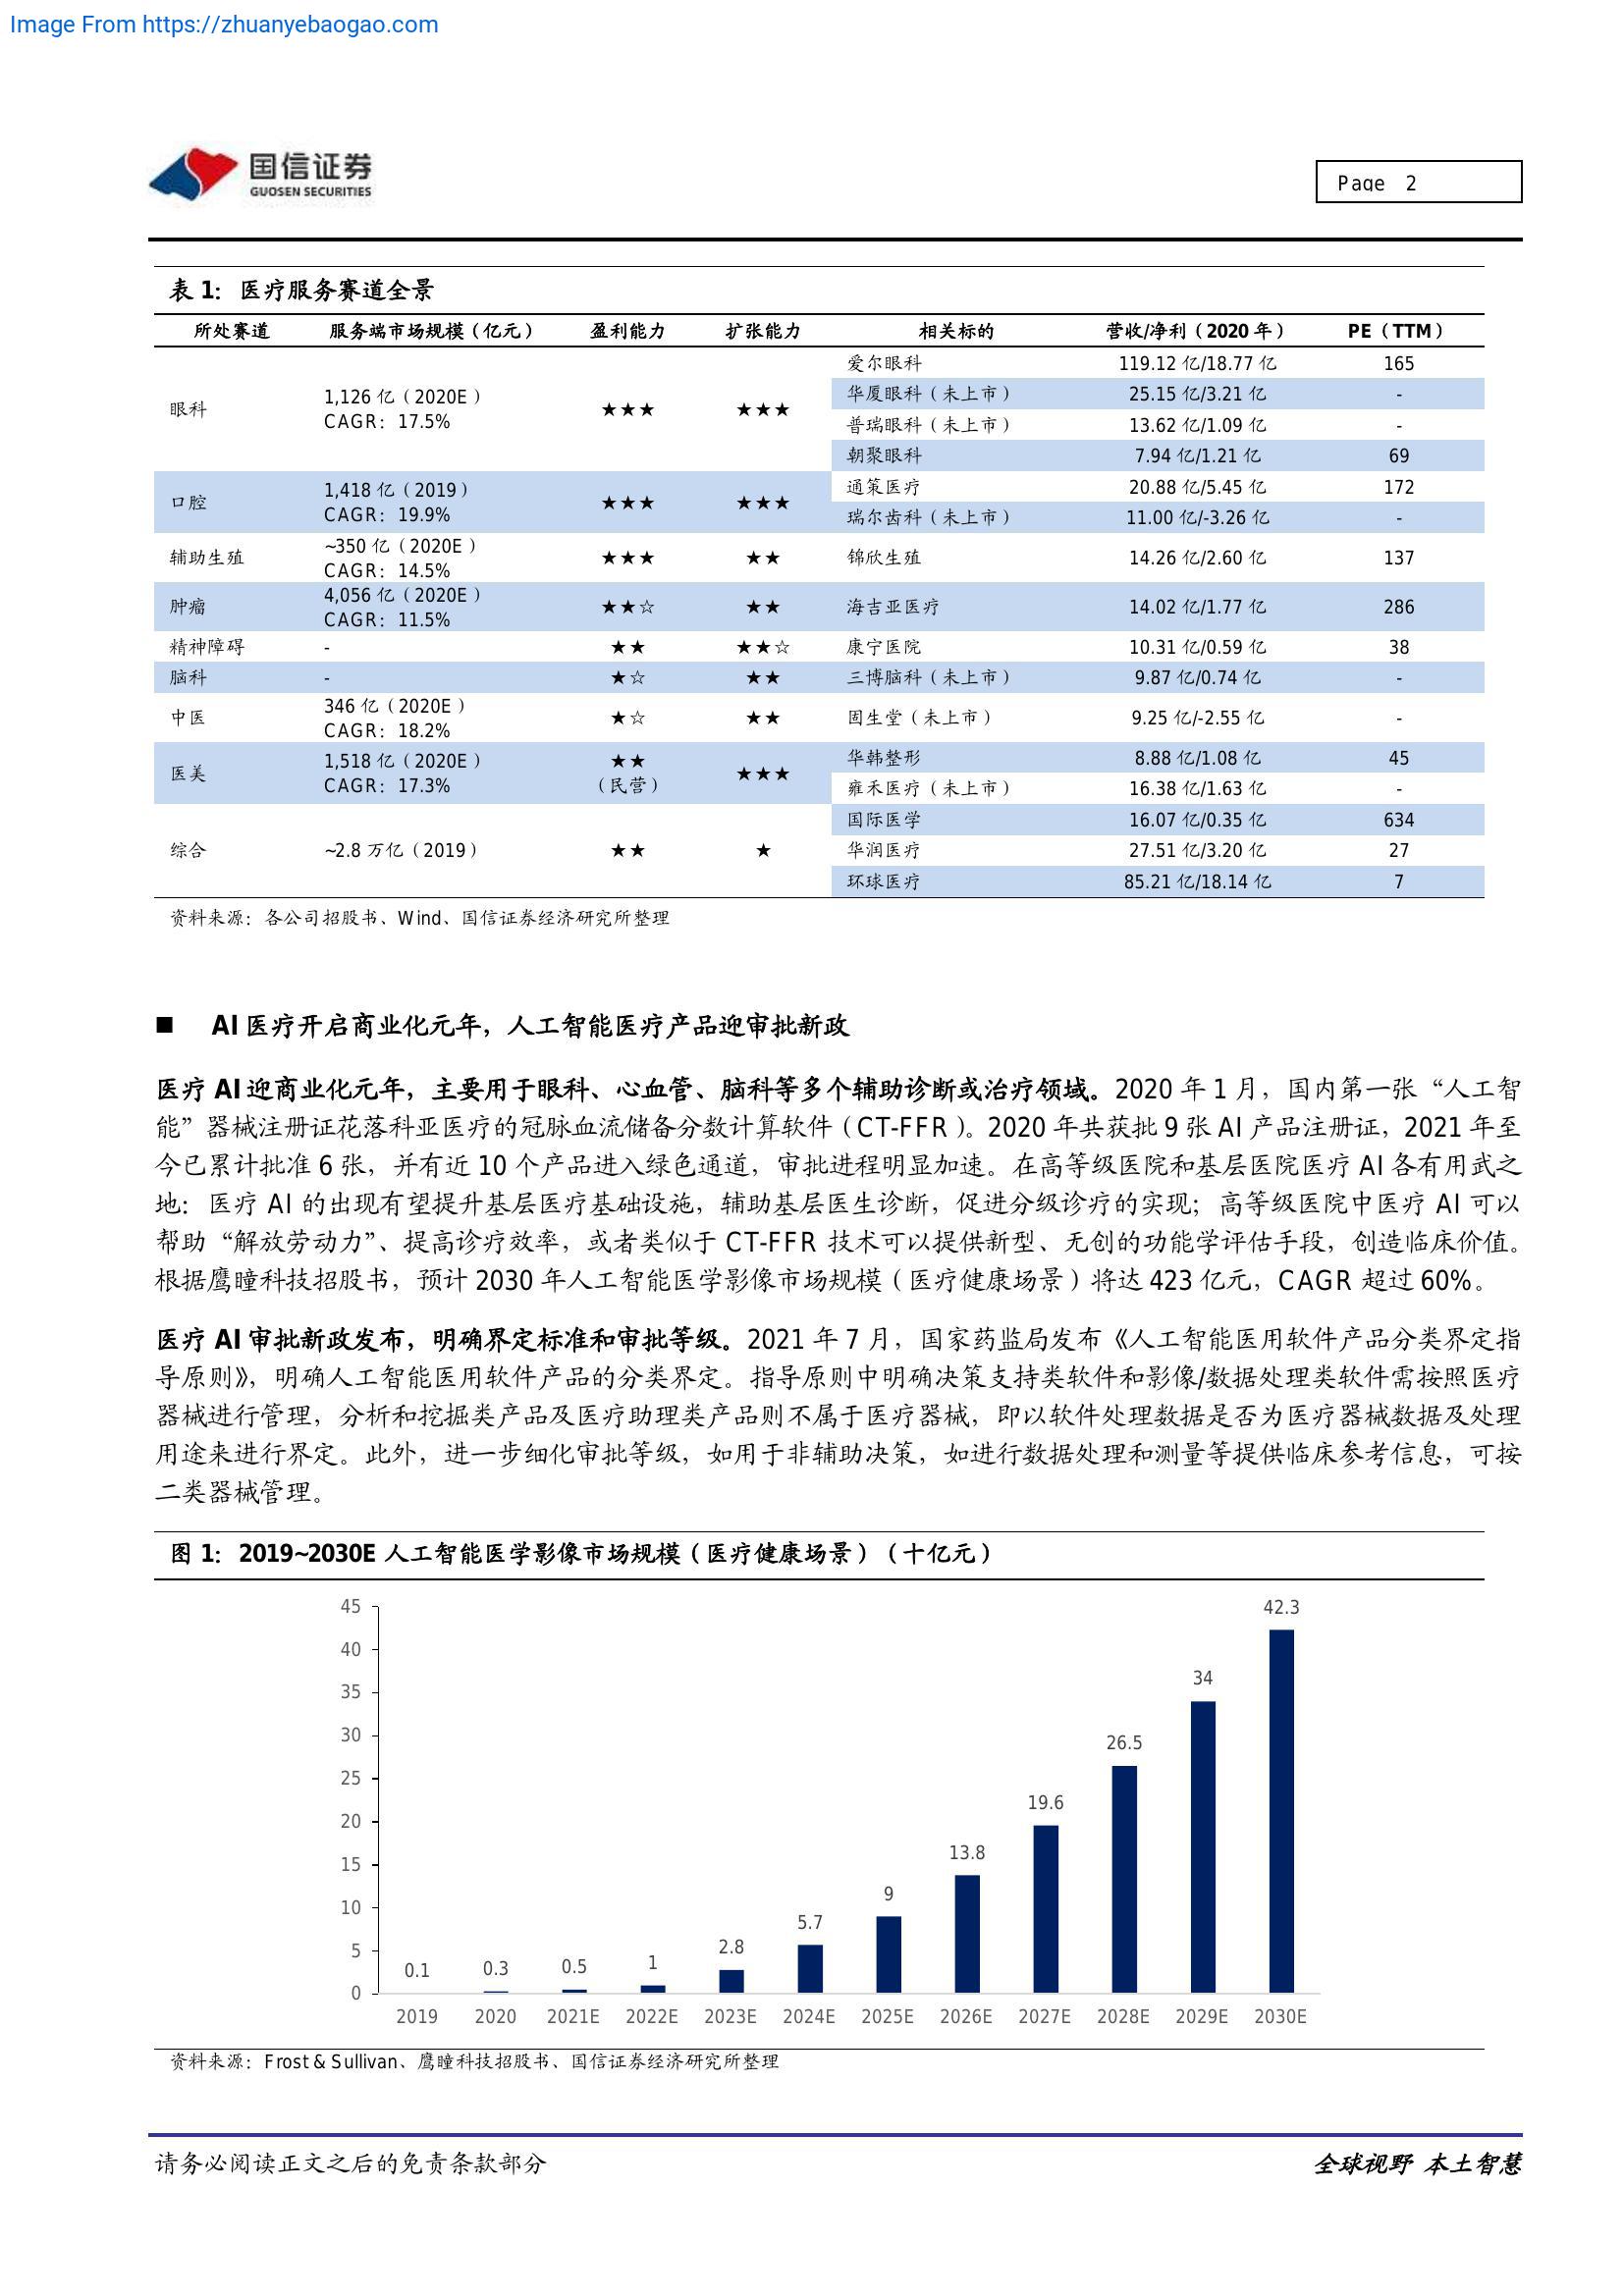 Image From https://zhuanyebaogao.com
国信证券
GUOSEN SECURITIES
Page 2
表 1：医疗服务赛道全景
所处赛道 服务端市场规模（亿元） 盈利能力 扩张能力 相关标的 营收/净利（2020 年） PE（TTM）
眼科 1,126 亿（2020E） CAGR：17.5% ★★★ ★★★ 爱尔眼科 119.12 亿/18.77 亿 165
华厦眼科（未上市） 25.15 亿/3.21 亿 -
普瑞眼科（未上市） 13.62 亿/1.09 亿 -
朝聚眼科 7.94 亿/1.21 亿 69
口腔 1,418 亿（2019） CAGR：19.9% ★★★ ★★★ 通策医疗 20.88 亿/5.45 亿 172
瑞尔齿科（未上市） 11.00 亿/-3.26 亿 -
辅助生殖 ~350 亿（2020E） CAGR：14.5% ★★★ ★★ 锦欣生殖 14.26 亿/2.60 亿 137
肿瘤 4,056 亿（2020E） CAGR：11.5% ★★☆ ★★ 海吉亚医疗 14.02 亿/1.77 亿 286
精神障碍 - ★★ ★★☆ 康宁医院 10.31 亿/0.59 亿 38
脑科 - ★☆ ★★ 三博脑科（未上市） 9.87 亿/0.74 亿 -
中医 346 亿（2020E） CAGR：18.2% ★☆ ★★ 固生堂（未上市） 9.25 亿/-2.55 亿 -
医美 1,518 亿（2020E） CAGR：17.3% ★★（民营） ★★★ 华韩整形 8.88 亿/1.08 亿 45
雍禾医疗（未上市） 16.38 亿/1.63 亿 -
综合 ~2.8 万亿（2019） ★★ ★ 国际医学 16.07 亿/0.35 亿 634
华润医疗 27.51 亿/3.20 亿 27
环球医疗 85.21 亿/18.14 亿 7
资料来源：各公司招股书、Wind、国信证券经济研究所整理
■ AI 医疗开启商业化元年，人工智能医疗产品迎审批新政
医疗 AI 迎商业化元年，主要用于眼科、心血管、脑科等多个辅助诊断或治疗领域。2020 年 1 月，国内第一张“人工智
能”器械注册证花落科亚医疗的冠脉血流储备分数计算软件（CT-FFR）。2020 年共获批 9 张 AI 产品注册证，2021 年至
今已累计批准 6 张，并有近 10 个产品进入绿色通道，审批进程明显加速。在高等级医院和基层医院医疗 AI 各有用武之
地：医疗 AI 的出现有望提升基层医疗基础设施，辅助基层医生诊断，促进分级诊疗的实现；高等级医院中医疗 AI 可以
帮助“解放劳动力”、提高诊疗效率，或者类似于 CT-FFR 技术可以提供新型、无创的功能学评估手段，创造临床价值。
根据鹰瞳科技招股书，预计 2030 年人工智能医学影像市场规模（医疗健康场景）将达 423 亿元，CAGR 超过 60%。
医疗 AI 审批新政发布，明确界定标准和审批等级。2021 年 7 月，国家药监局发布《人工智能医用软件产品分类界定指
导原则》，明确人工智能医用软件产品的分类界定。指导原则中明确决策支持类软件和影像/数据处理类软件需按照医疗
器械进行管理，分析和挖掘类产品及医疗助理类产品则不属于医疗器械，即以软件处理数据是否为医疗器械数据及处理
用途来进行界定。此外，进一步细化审批等级，如用于非辅助决策，如进行数据处理和测量等提供临床参考信息，可按
二类器械管理。
图 1：2019~2030E 人工智能医学影像市场规模（医疗健康场景）（十亿元）
45
40
35
30
25
20
15
10
5
0
0.1 0.3 0.5 1 2.8 5.7 9 13.8 19.6 26.5 34 42.3
2019 2020 2021E 2022E 2023E 2024E 2025E 2026E 2027E 2028E 2029E 2030E
资料来源：Frost & Sullivan、鹰瞳科技招股书、国信证券经济研究所整理
请务必阅读正文之后的免责条款部分
全球视野 本土智慧